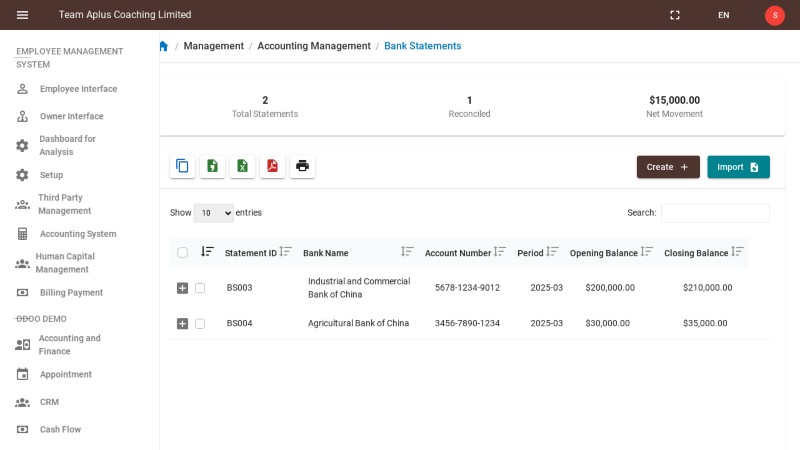 Team Aplus Coaching Limited
EN
S
EMPLOYEE MANAGEMENT
SYSTEM
Employee Interface
Owner Interface
Dashboard for
Analysis
Setup
Third Party
Management
Accounting System
Human Capital
Management
Billing Payment
ODOO DEMO
Accounting and
Finance
Appointment
CRM
Cash Flow
/ Management / Accounting Management / Bank Statements
2
Total Statements
1
Reconciled
$15,000.00
Net Movement
Create +
Import
Show 10 entries
Search:
Statement ID Bank Name Account Number Period Opening Balance Closing Balance
BS003 Industrial and Commercial Bank of China 5678-1234-9012 2025-03 $200,000.00 $210,000.00
BS004 Agricultural Bank of China 3456-7890-1234 2025-03 $30,000.00 $35,000.00